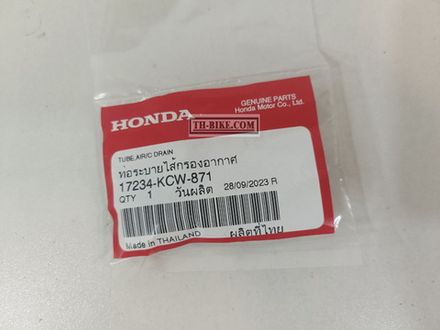 GENUINE PARTS
Honda Motor Co., Ltd.
HONDA
TH-BIKE.COM
TUBE,AIR/C DRAIN
ท่อระบายไส้กรองอากาศ
17234-KCW-871
QTY 1 วันผลิต 28/09/2023 R
Made in THAILAND ผลิตที่ไทย